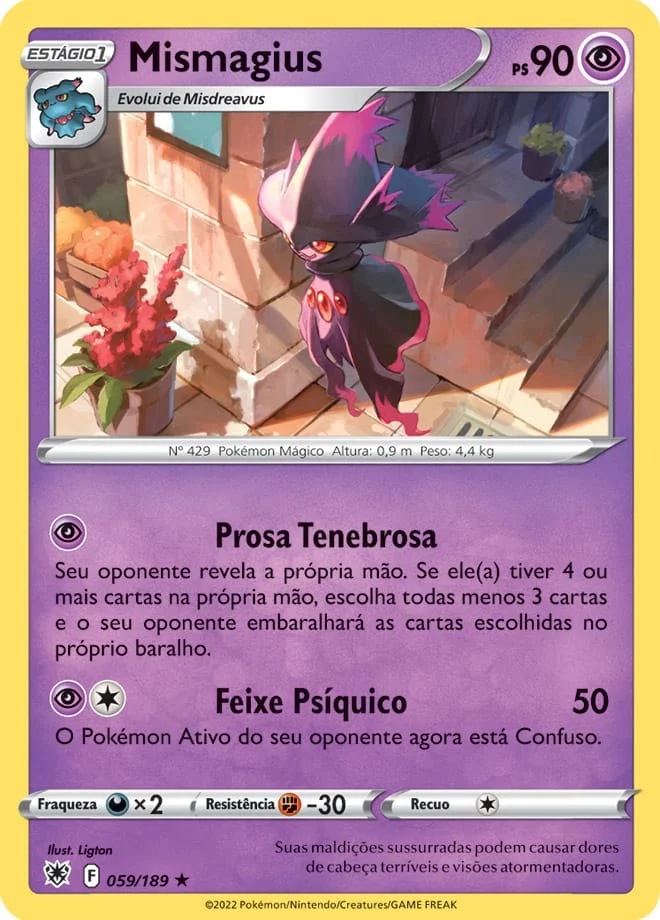 ESTÁGIO 1
Mismagius
PS 90
Evolui de Misdreavus
Nº 429 Pokémon Mágico Altura: 0,9 m Peso: 4,4 kg
Prosa Tenebrosa
Seu oponente revela a própria mão. Se ele(a) tiver 4 ou
mais cartas na própria mão, escolha todas menos 3 cartas
e o seu oponente embaralhará as cartas escolhidas no
próprio baralho.
Feixe Psíquico 50
O Pokémon Ativo do seu oponente agora está Confuso.
Fraqueza ×2 Resistência -30 Recuo
Ilust. Ligton
Suas maldições sussurradas podem causar dores
de cabeça terríveis e visões atormentadoras.
F 059/189 ★
©2022 Pokémon/Nintendo/Creatures/GAME FREAK